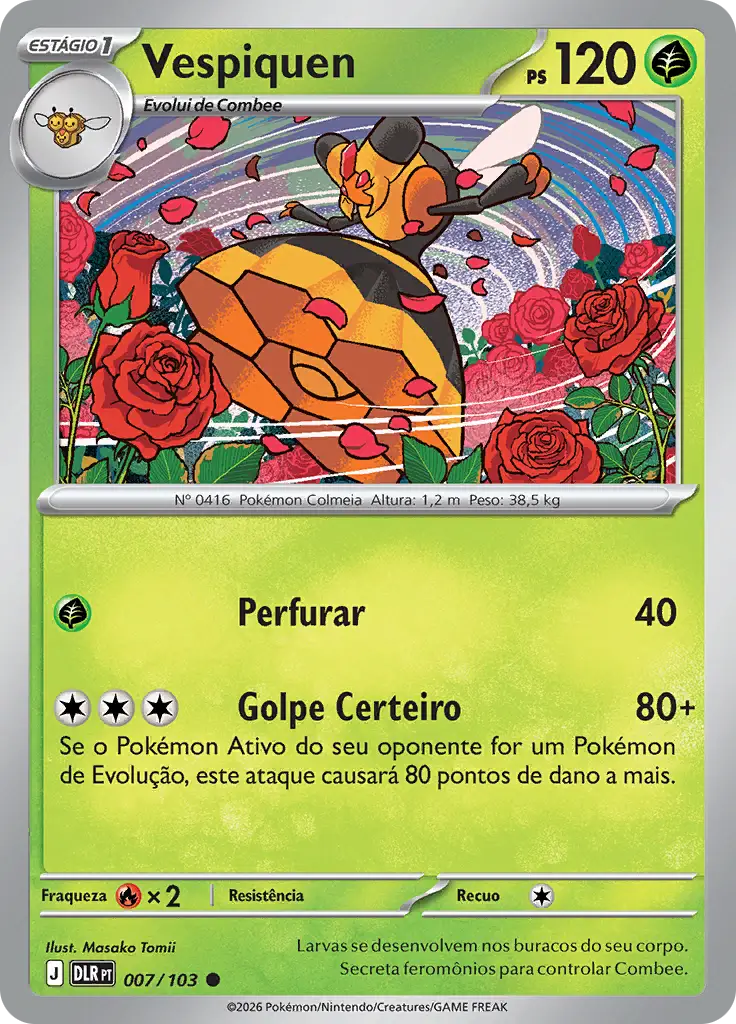 ESTÁGIO 1
Vespiquen
PS 120
Evolui de Combee
Nº 0416 Pokémon Colmeia Altura: 1,2 m Peso: 38,5 kg
Perfurar 40
Golpe Certeiro 80+
Se o Pokémon Ativo do seu oponente for um Pokémon
de Evolução, este ataque causará 80 pontos de dano a mais.
Fraqueza ×2 Resistência Recuo
Ilust. Masako Tomii
Larvas se desenvolvem nos buracos do seu corpo.
Secreta feromônios para controlar Combee.
J DLR PT 007/103
©2026 Pokémon/Nintendo/Creatures/GAME FREAK